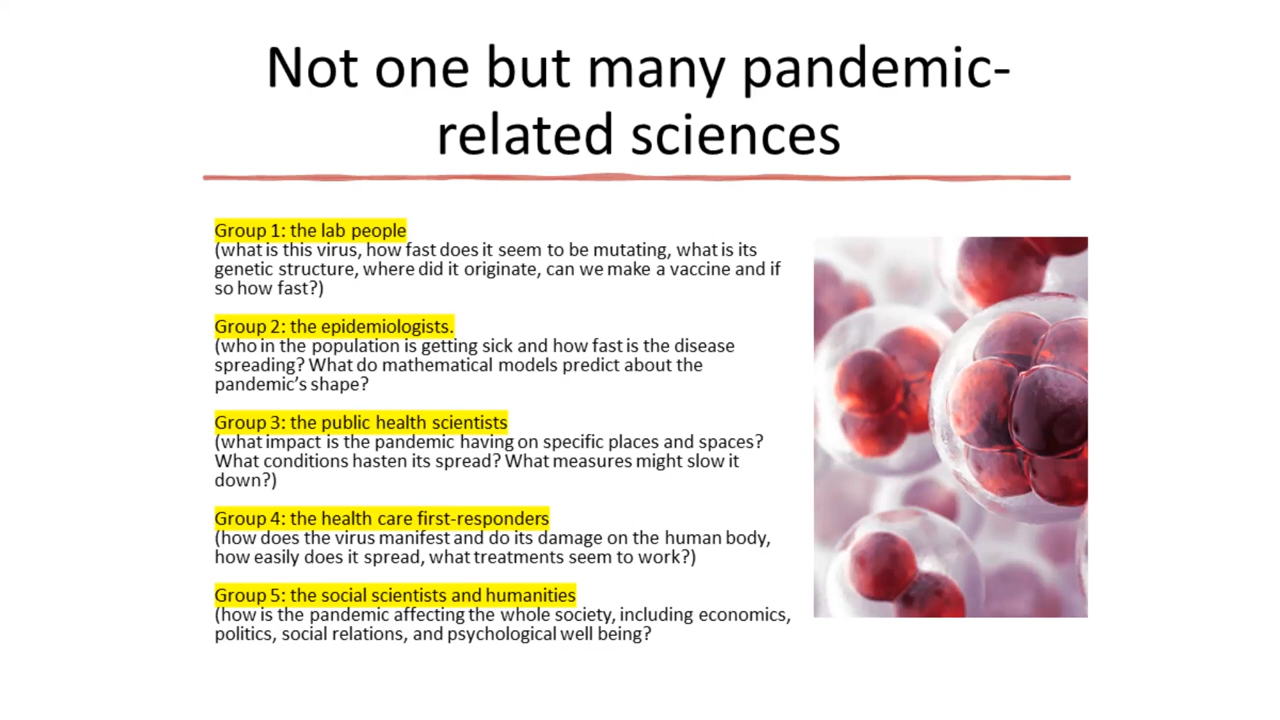 Not one but many pandemic-
related sciences
Group 1: the lab people
(what is this virus, how fast does it seem to be mutating, what is its
genetic structure, where did it originate, can we make a vaccine and if
so how fast?)
Group 2: the epidemiologists.
(who in the population is getting sick and how fast is the disease
spreading? What do mathematical models predict about the
pandemic's shape?
Group 3: the public health scientists
(what impact is the pandemic having on specific places and spaces?
What conditions hasten its spread? What measures might slow it
down?)
Group 4: the health care first-responders
(how does the virus manifest and do its damage on the human body,
how easily does it spread, what treatments seem to work?)
Group 5: the social scientists and humanities
(how is the pandemic affecting the whole society, including economics,
politics, social relations, and psychological well being?